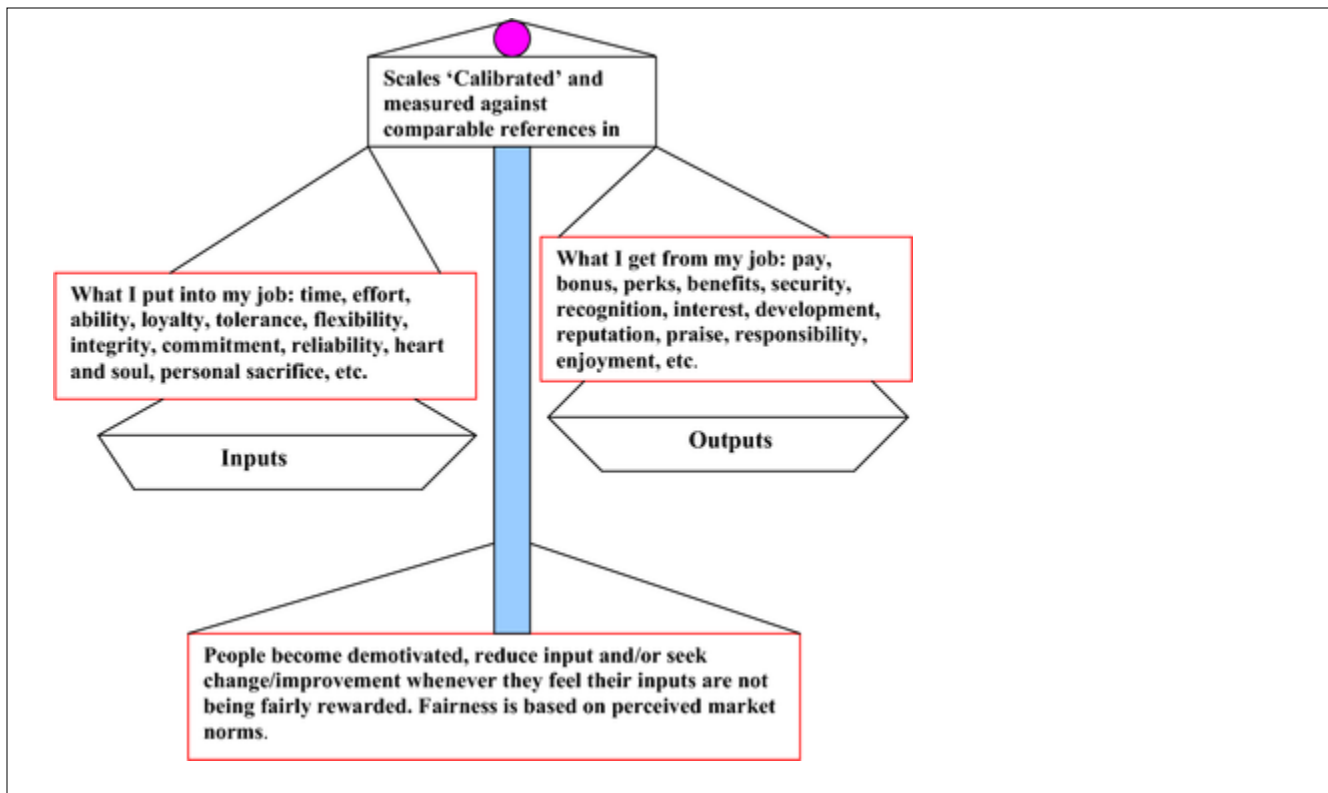 Scales ‘Calibrated’ and
measured against
comparable references in
What I put into my job: time, effort,
ability, loyalty, tolerance, flexibility,
integrity, commitment, reliability, heart
and soul, personal sacrifice, etc.
What I get from my job: pay,
bonus, perks, benefits, security,
recognition, interest, development,
reputation, praise, responsibility,
enjoyment, etc.
Inputs
Outputs
People become demotivated, reduce input and/or seek
change/improvement whenever they feel their inputs are not
being fairly rewarded. Fairness is based on perceived market
norms.